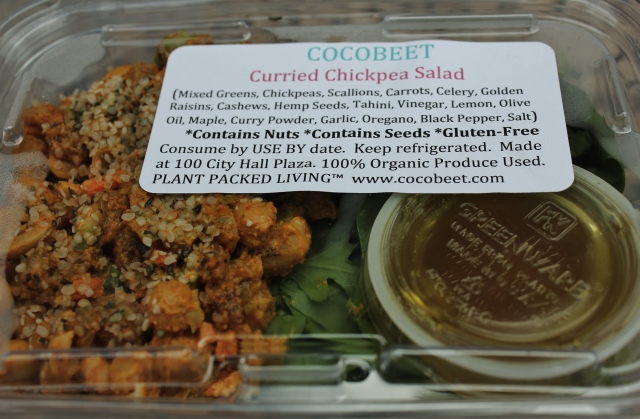 COCOBEET
Curried Chickpea Salad
(Mixed Greens, Chickpeas, Scallions, Carrots, Celery, Golden
Raisins, Cashews, Hemp Seeds, Tahini, Vinegar, Lemon, Olive
Oil, Maple, Curry Powder, Garlic, Oregano, Black Pepper, Salt)
*Contains Nuts *Contains Seeds *Gluten-Free
Consume by USE BY date. Keep refrigerated. Made
at 100 City Hall Plaza. 100% Organic Produce Used.
PLANT PACKED LIVING™ www.cocobeet.com
GREENWARE
MADE FROM PLANTS